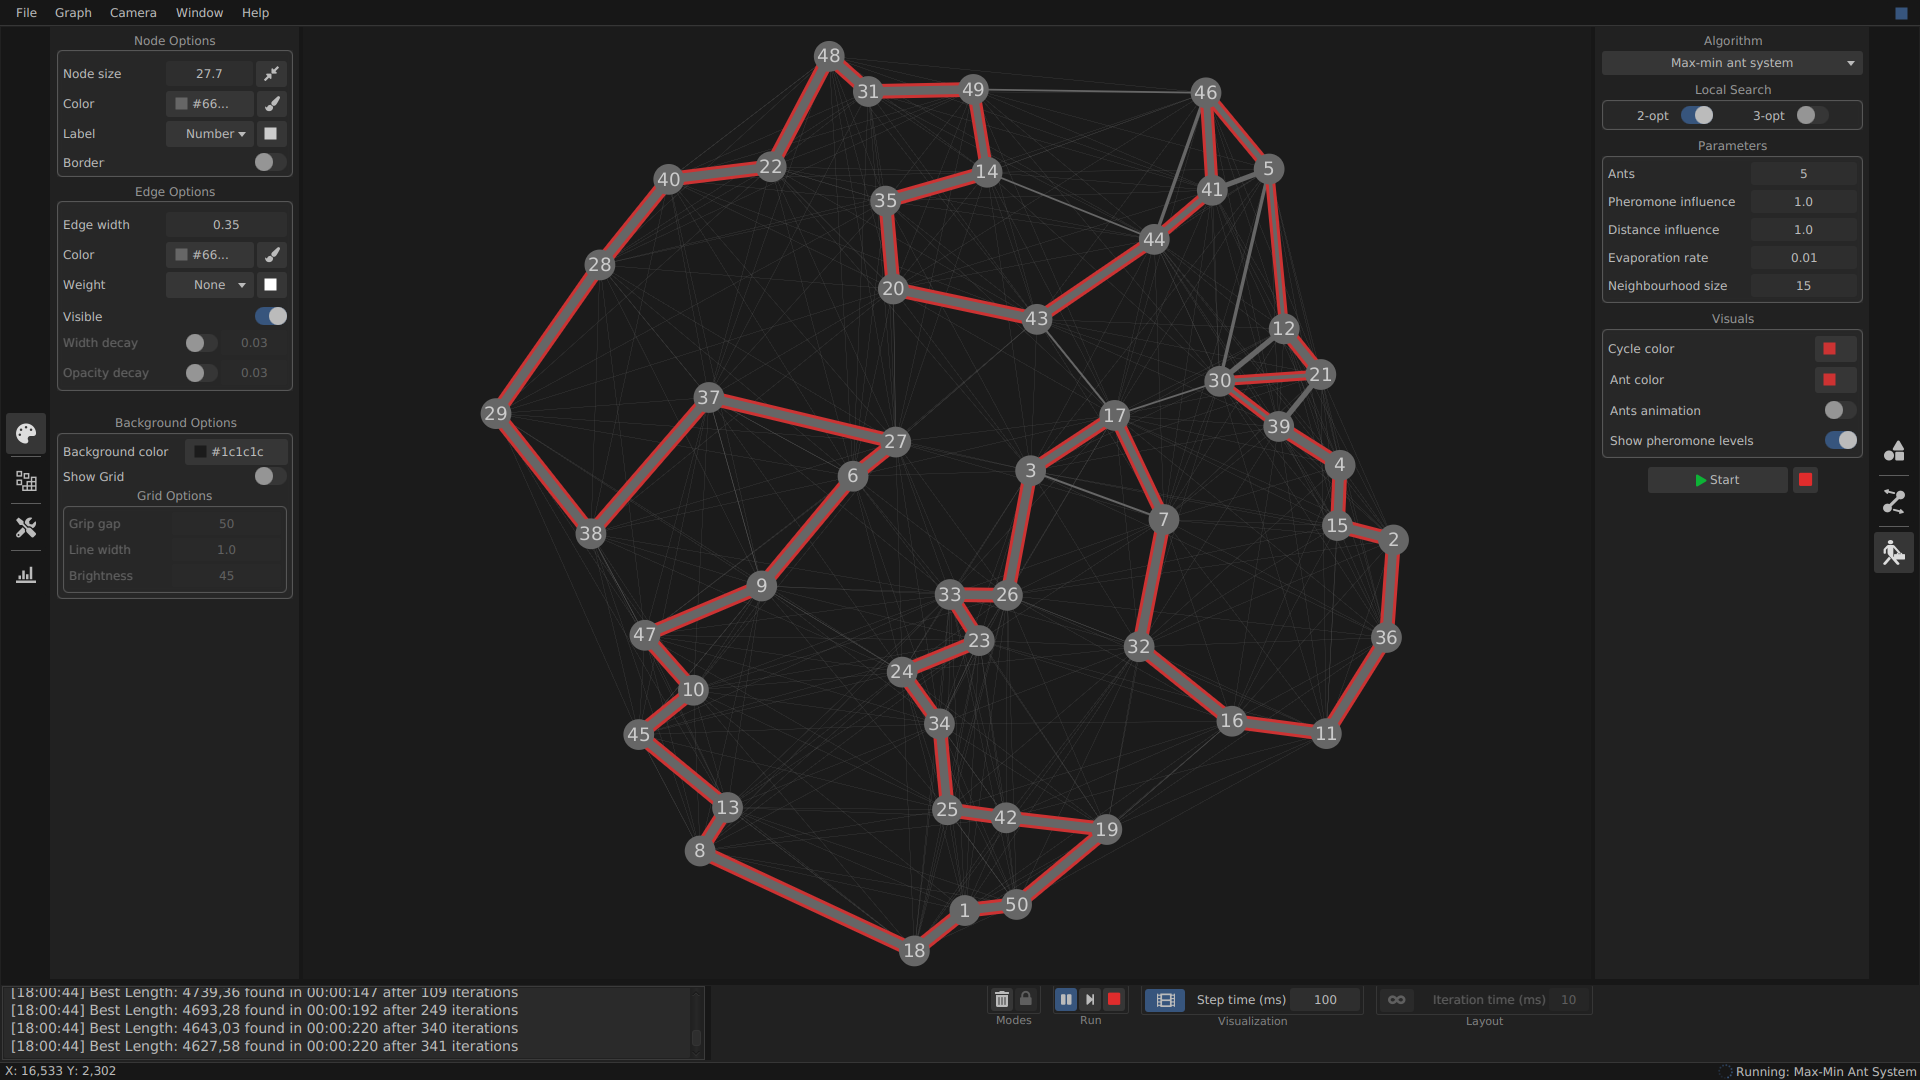 File Graph Camera Window Help
Node Options
Node size 27.7
Color #66...
Label Number
Border
Edge Options
Edge width 0.35
Color #66...
Weight None
Visible
Width decay 0.03
Opacity decay 0.03
Background Options
Background color #1c1c1c
Show Grid
Grid Options
Grip gap 50
Line width 1.0
Brightness 45
48
31
49
46
22
14
5
40
35
41
44
28
20
43
12
30
21
37
29
17
39
27
3
4
6
7
15
2
38
9
33
26
47
23
32
36
24
10
34
16
11
45
13
25
42
19
8
1
50
18
Algorithm
Max-min ant system
Local Search
2-opt 3-opt
Parameters
Ants 5
Pheromone influence 1.0
Distance influence 1.0
Evaporation rate 0.01
Neighbourhood size 15
Visuals
Cycle color
Ant color
Ants animation
Show pheromone levels
Start
[18:00:44] Best Length: 4739,36 found in 00:00:147 after 109 iterations
[18:00:44] Best Length: 4693,28 found in 00:00:192 after 249 iterations
[18:00:44] Best Length: 4643,03 found in 00:00:220 after 340 iterations
[18:00:44] Best Length: 4627,58 found in 00:00:220 after 341 iterations
Modes
Run
Step time (ms) 100
Visualization
Iteration time (ms) 10
Layout
X: 16,533 Y: 2,302
Running: Max-Min Ant System